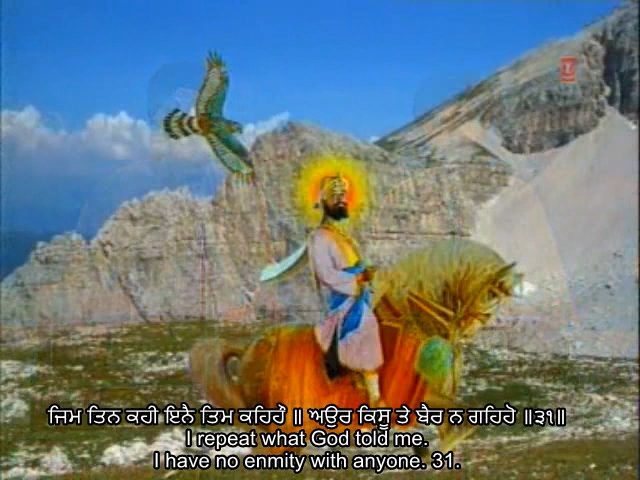 ਜਿਮ ਤਿਨ ਕਹੀ ਇਨੈ ਤਿਮ ਕਹਿਹੌਂ ॥ ਅਉਰ ਕਿਸੂ ਤੇ ਬੈਰ ਨ ਗਹਿਹੋ ॥੩੧॥
I repeat what God told me.
I have no enmity with anyone. 31.